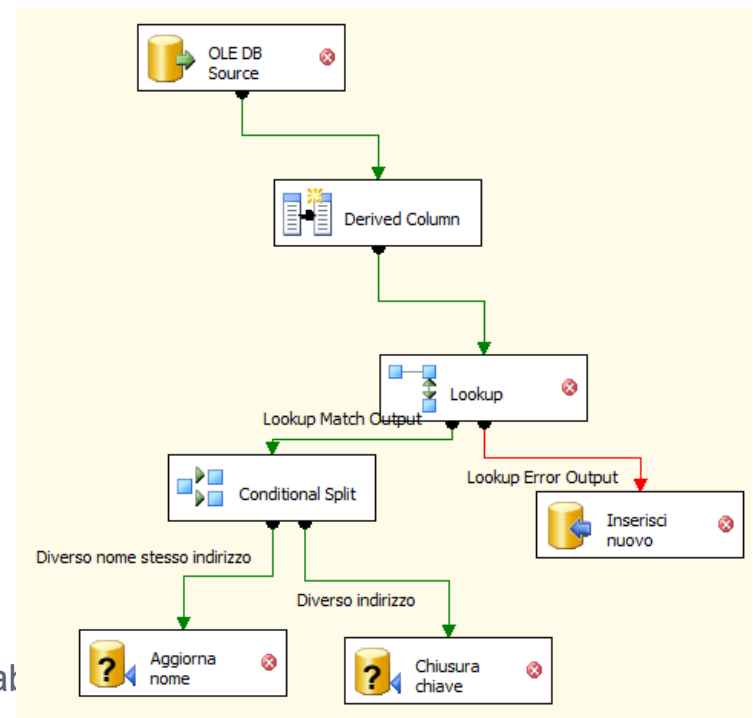 OLE DB
Source
Derived Column
Lookup
Lookup Match Output
Lookup Error Output
Conditional Split
Inserisci
nuovo
Diverso nome stesso indirizzo
Diverso indirizzo
Aggiorna
nome
Chiusura
chiave